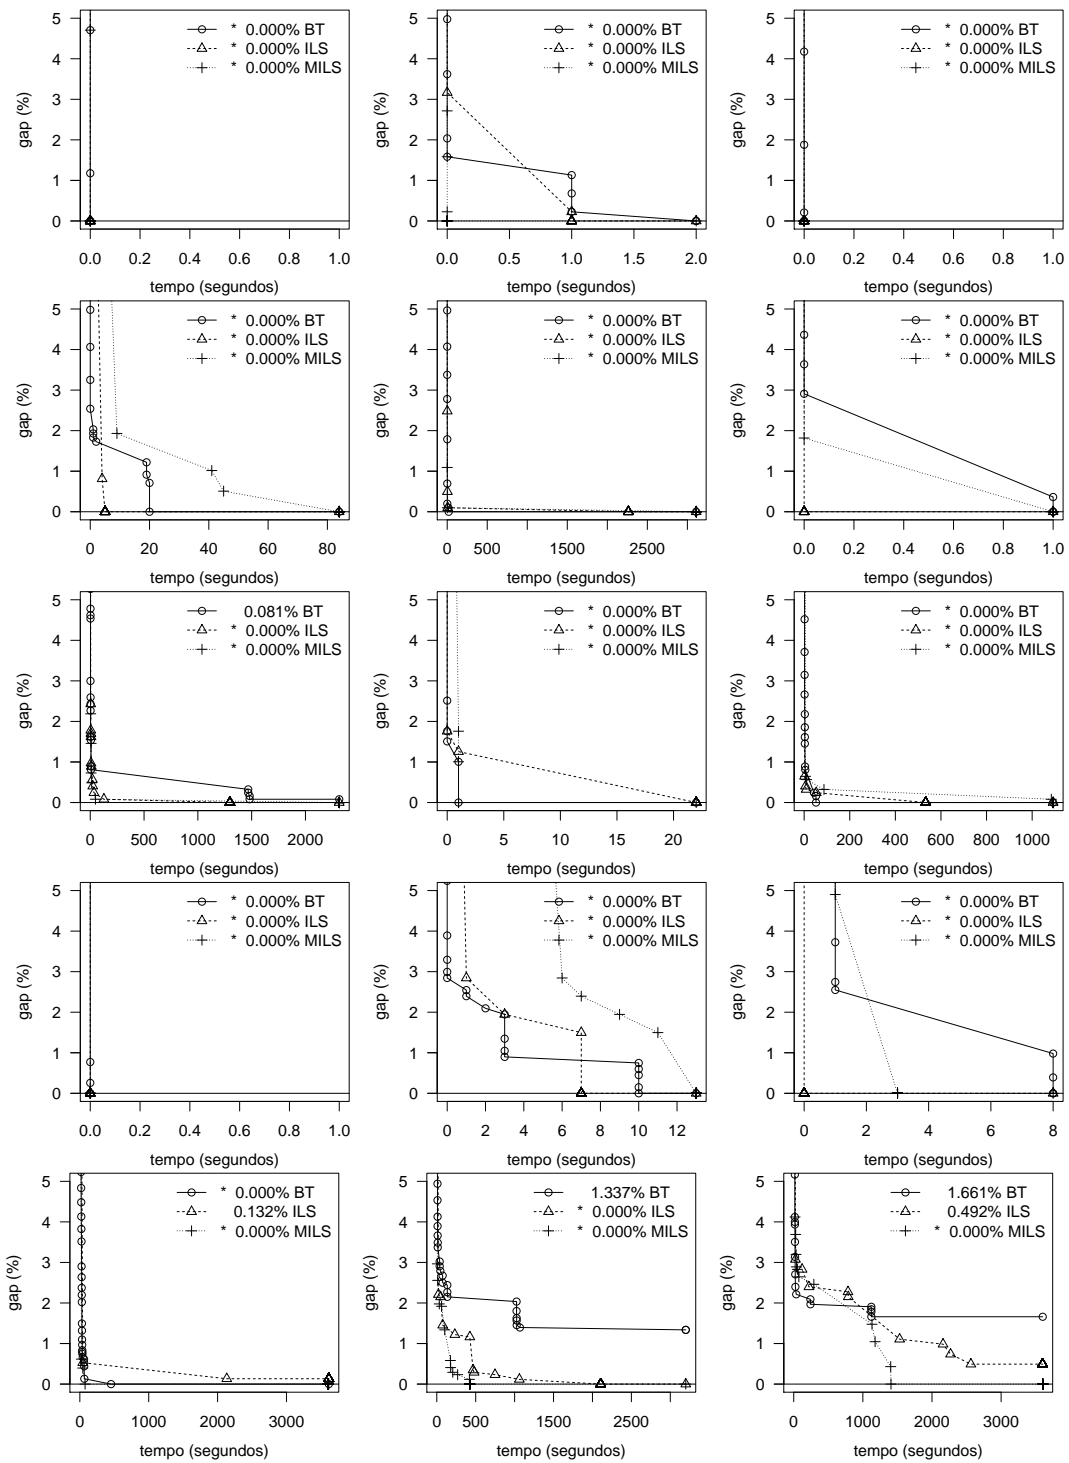 5
4
3
2
1
0
gap (%)
* 0.000% BT
* 0.000% ILS
* 0.000% MILS
0.0 0.2 0.4 0.6 0.8 1.0
tempo (segundos)
5
4
3
2
1
0
gap (%)
* 0.000% BT
* 0.000% ILS
* 0.000% MILS
0.0 0.5 1.0 1.5 2.0
tempo (segundos)
5
4
3
2
1
0
gap (%)
* 0.000% BT
* 0.000% ILS
* 0.000% MILS
0.0 0.2 0.4 0.6 0.8 1.0
tempo (segundos)
5
4
3
2
1
0
gap (%)
* 0.000% BT
* 0.000% ILS
* 0.000% MILS
0 20 40 60 80
tempo (segundos)
5
4
3
2
1
0
gap (%)
* 0.000% BT
* 0.000% ILS
* 0.000% MILS
0 500 1500 2500
tempo (segundos)
5
4
3
2
1
0
gap (%)
* 0.000% BT
* 0.000% ILS
* 0.000% MILS
0.0 0.2 0.4 0.6 0.8 1.0
tempo (segundos)
5
4
3
2
1
0
gap (%)
0.081% BT
* 0.000% ILS
* 0.000% MILS
0 500 1000 2000
tempo (segundos)
5
4
3
2
1
0
gap (%)
* 0.000% BT
* 0.000% ILS
* 0.000% MILS
0 5 10 15 20
tempo (segundos)
5
4
3
2
1
0
gap (%)
* 0.000% BT
* 0.000% ILS
* 0.000% MILS
0 200 400 600 800 1000
tempo (segundos)
5
4
3
2
1
0
gap (%)
* 0.000% BT
* 0.000% ILS
* 0.000% MILS
0.0 0.2 0.4 0.6 0.8 1.0
tempo (segundos)
5
4
3
2
1
0
gap (%)
* 0.000% BT
* 0.000% ILS
* 0.000% MILS
0 2 4 6 8 10 12
tempo (segundos)
5
4
3
2
1
0
gap (%)
* 0.000% BT
* 0.000% ILS
* 0.000% MILS
0 2 4 6 8
tempo (segundos)
5
4
3
2
1
0
gap (%)
* 0.000% BT
0.132% ILS
* 0.000% MILS
0 1000 2000 3000
tempo (segundos)
5
4
3
2
1
0
gap (%)
1.337% BT
* 0.000% ILS
* 0.000% MILS
0 500 1500 2500
tempo (segundos)
5
4
3
2
1
0
gap (%)
1.661% BT
0.492% ILS
* 0.000% MILS
0 1000 2000 3000
tempo (segundos)